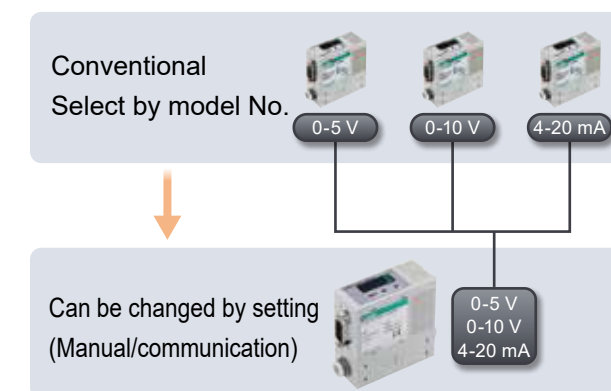 Conventional
Select by model No.
0-5 V
0-10 V
4-20 mA
Can be changed by setting
(Manual/communication)
0-5 V
0-10 V
4-20 mA